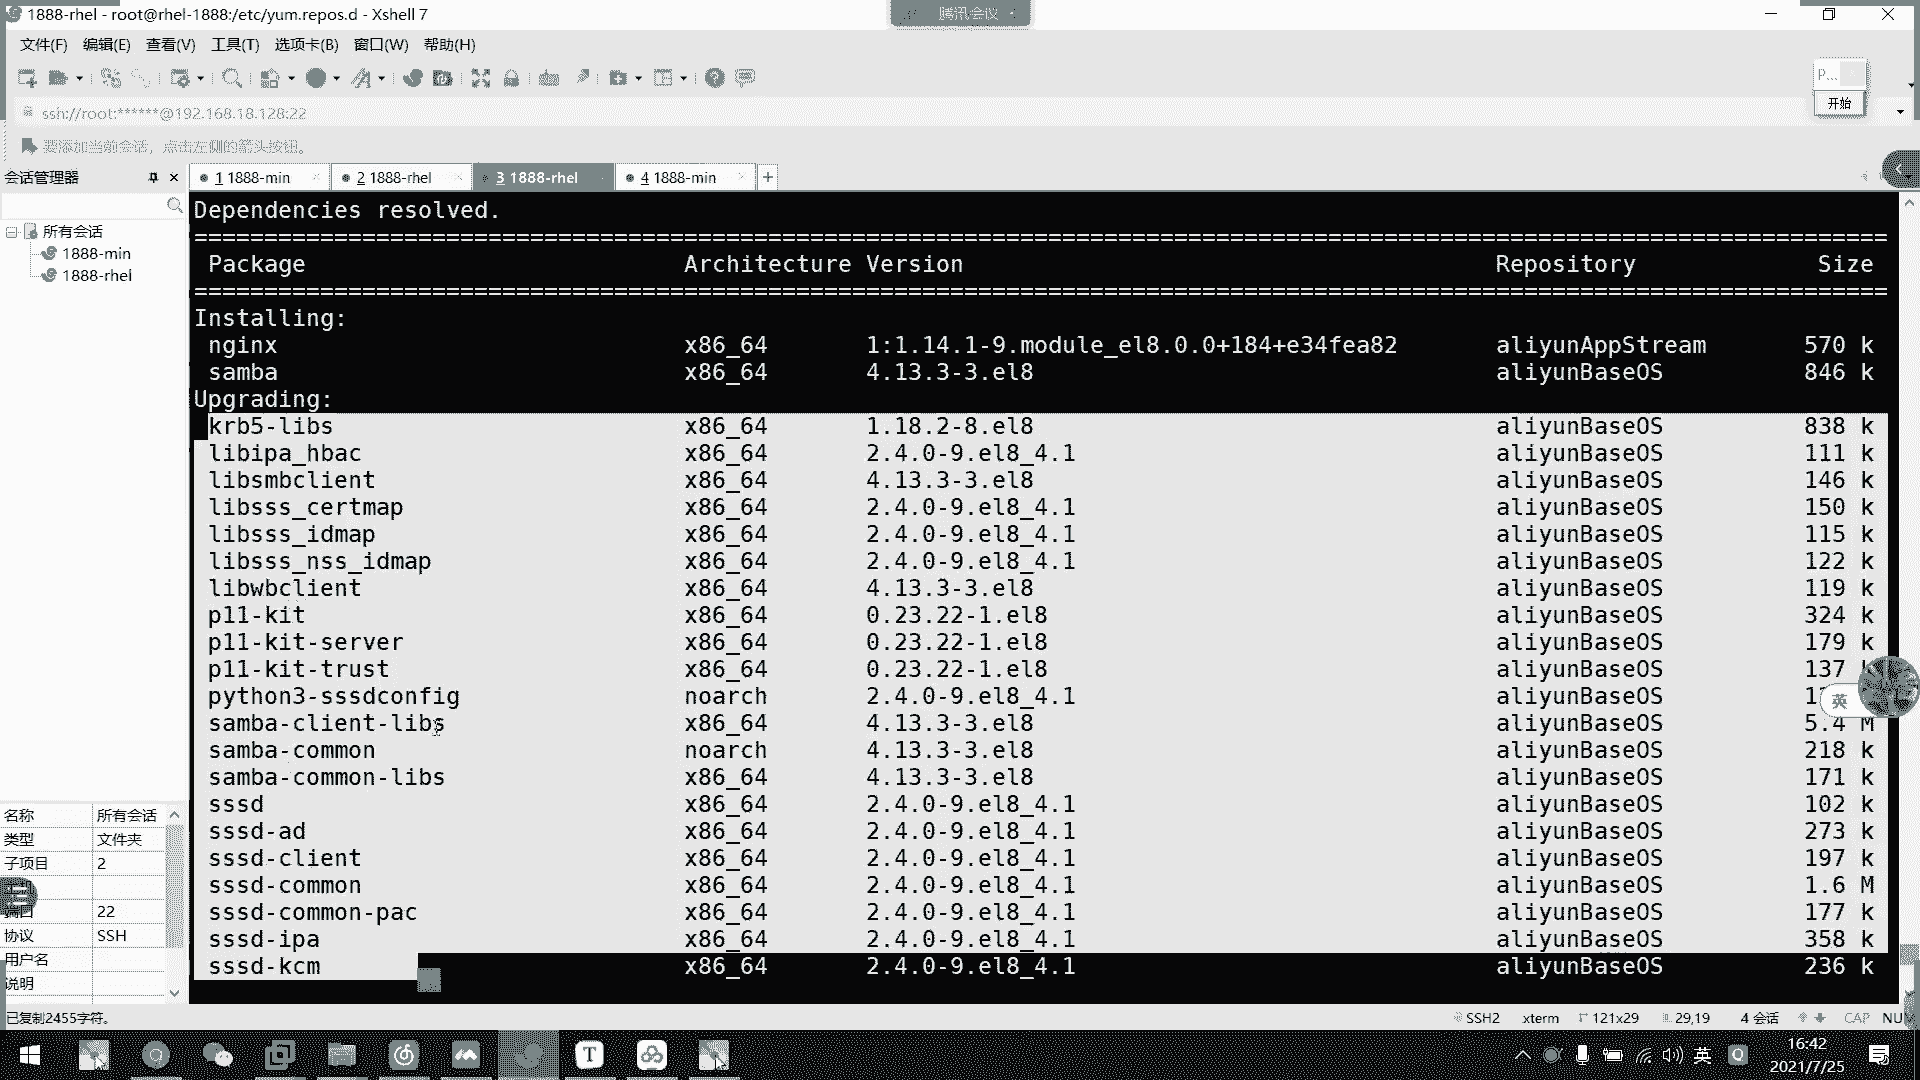 1888-rhel - root@rhel-1888:/etc/yum.repos.d - Xshell 7
腾讯会议
文件(F) 编辑(E) 查看(V) 工具(T) 选项卡(B) 窗口(W) 帮助(H)
P...
开始
ssh://root:******@192.168.18.128:22
要添加当前会话，点击左侧的箭头按钮。
会话管理器
1 1888-min 2 1888-rhel 3 1888-rhel 4 1888-min
所有会话
1888-min
1888-rhel
Dependencies resolved.
Package Architecture Version Repository Size
Installing:
nginx x86_64 1:1.14.1-9.module_el8.0.0+184+e34fea82 aliyunAppStream 570 k
samba x86_64 4.13.3-3.el8 aliyunBaseOS 846 k
Upgrading:
krb5-libs x86_64 1.18.2-8.el8 aliyunBaseOS 838 k
libipa_hbac x86_64 2.4.0-9.el8_4.1 aliyunBaseOS 111 k
libsmbclient x86_64 4.13.3-3.el8 aliyunBaseOS 146 k
libsss_certmap x86_64 2.4.0-9.el8_4.1 aliyunBaseOS 150 k
libsss_idmap x86_64 2.4.0-9.el8_4.1 aliyunBaseOS 115 k
libsss_nss_idmap x86_64 2.4.0-9.el8_4.1 aliyunBaseOS 122 k
libwbclient x86_64 4.13.3-3.el8 aliyunBaseOS 119 k
p11-kit x86_64 0.23.22-1.el8 aliyunBaseOS 324 k
p11-kit-server x86_64 0.23.22-1.el8 aliyunBaseOS 179 k
p11-kit-trust x86_64 0.23.22-1.el8 aliyunBaseOS 137
python3-sssdconfig noarch 2.4.0-9.el8_4.1 aliyunBaseOS
英
samba-client-libs x86_64 4.13.3-3.el8 aliyunBaseOS 5.4 M
samba-common noarch 4.13.3-3.el8 aliyunBaseOS 218 k
samba-common-libs x86_64 4.13.3-3.el8 aliyunBaseOS 171 k
sssd x86_64 2.4.0-9.el8_4.1 aliyunBaseOS 102 k
sssd-ad x86_64 2.4.0-9.el8_4.1 aliyunBaseOS 273 k
sssd-client x86_64 2.4.0-9.el8_4.1 aliyunBaseOS 197 k
sssd-common x86_64 2.4.0-9.el8_4.1 aliyunBaseOS 1.6 M
sssd-common-pac x86_64 2.4.0-9.el8_4.1 aliyunBaseOS 177 k
sssd-ipa x86_64 2.4.0-9.el8_4.1 aliyunBaseOS 358 k
sssd-kcm x86_64 2.4.0-9.el8_4.1 aliyunBaseOS 236 k
名称 所有会话
类型 文件夹
子项目 2
端口 22
协议 SSH
用户名
说明
已复制2455字符。
SSH2 xterm 121x29 29,19 4 会话 CAP NUM
英
16:42
2021/7/25